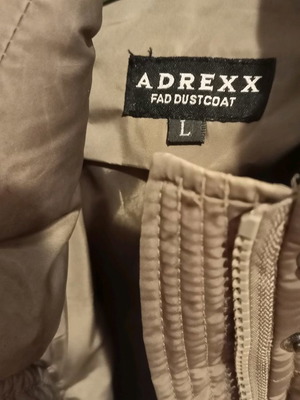 ADREXX
FAD DUSTCOAT
L